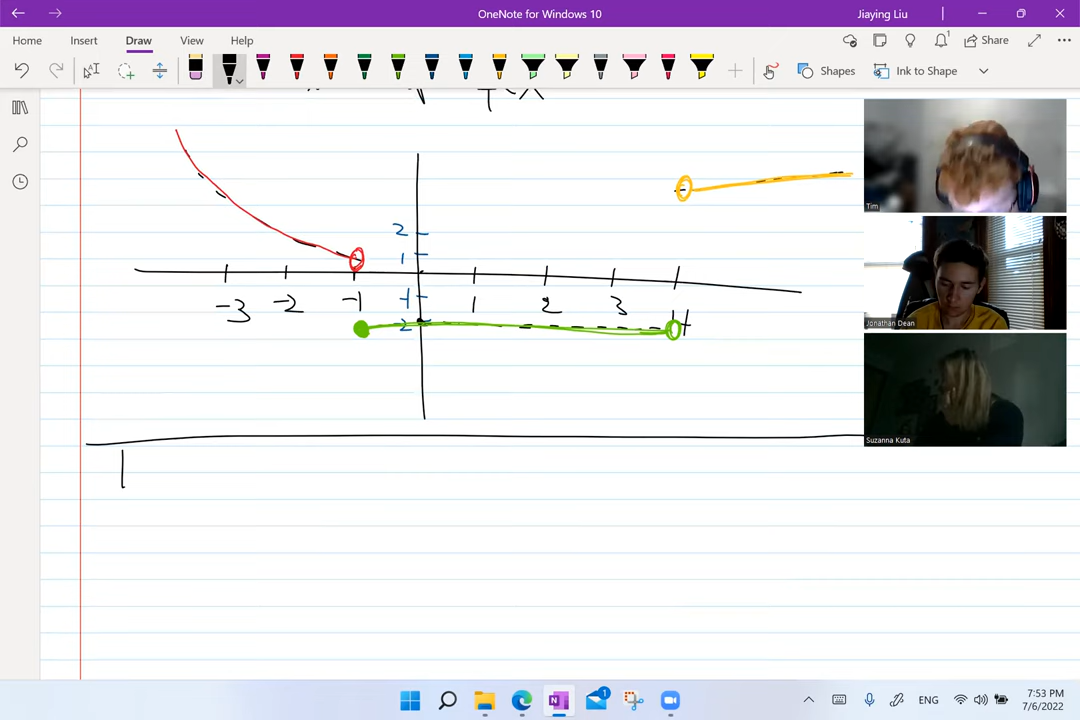 OneNote for Windows 10
Jiaying Liu
Home Insert Draw View Help
Share
Shapes
Ink to Shape
2
1
-3 -2 -1 1 2 3 4
-1
-2
Tim
Jonathan Dean
Suzanna Kuta
1
ENG
7:53 PM
7/6/2022